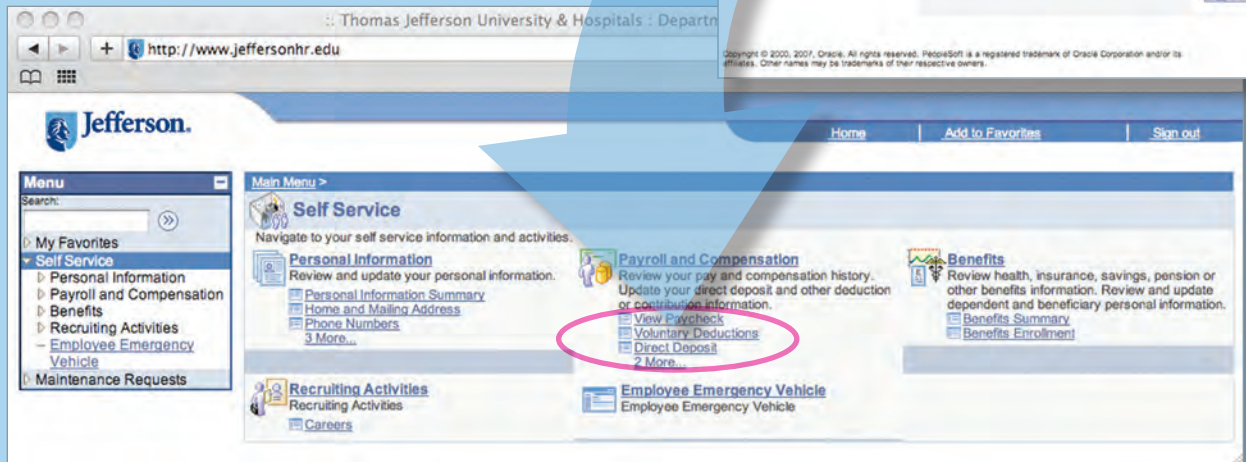 :: Thomas Jefferson University & Hospitals : Departm
http://www.jeffersonhr.edu
Copyright © 2000, 2007, Oracle. All rights reserved. PeopleSoft is a registered trademark of Oracle Corporation and/or its
affiliates. Other names may be trademarks of their respective owners.
Jefferson.
Home
Add to Favorites
Sign out
Menu
Search:
My Favorites
Self Service
Personal Information
Payroll and Compensation
Benefits
Recruiting Activities
Employee Emergency
Vehicle
Maintenance Requests
Main Menu >
Self Service
Navigate to your self service information and activities.
Personal Information
Review and update your personal information.
Personal Information Summary
Home and Mailing Address
Phone Numbers
3 More...
Payroll and Compensation
Review your pay and compensation history.
Update your direct deposit and other deduction
or contribution information.
View Paycheck
Voluntary Deductions
Direct Deposit
2 More...
Benefits
Review health, insurance, savings, pension or
other benefits information. Review and update
dependent and beneficiary personal information.
Benefits Summary
Benefits Enrollment
Recruiting Activities
Recruiting Activities
Careers
Employee Emergency Vehicle
Employee Emergency Vehicle